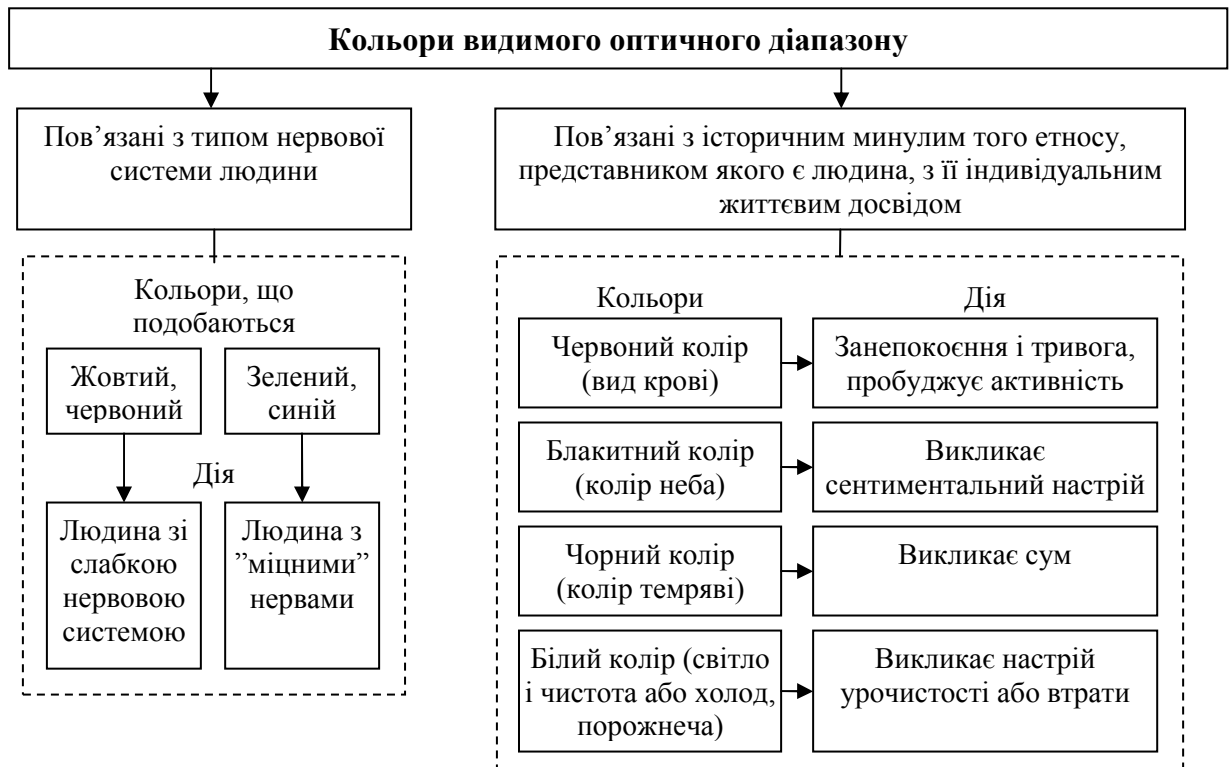 Кольори видимого оптичного діапазону
Пов’язані з типом нервової
системи людини
Пов’язані з історичним минулим того етносу,
представником якого є людина, з її індивідуальним
життєвим досвідом
Кольори, що
подобаються
Жовтий,
червоний
Зелений,
синій
Дія
Людина зі
слабкою
нервовою
системою
Людина з
”міцними”
нервами
Кольори
Дія
Червоний колір
(вид крові)
Занепокоєння і тривога,
пробуджує активність
Блакитний колір
(колір неба)
Викликає
сентиментальний настрій
Чорний колір
(колір темряві)
Викликає сум
Білий колір (світло
і чистота або холод,
порожнеча)
Викликає настрій
урочистості або втрати